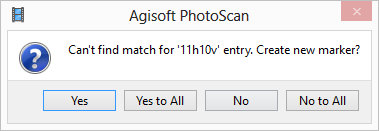 Agisoft PhotoScan
Can't find match for '11h10v' entry. Create new marker?
Yes
Yes to All
No
No to All